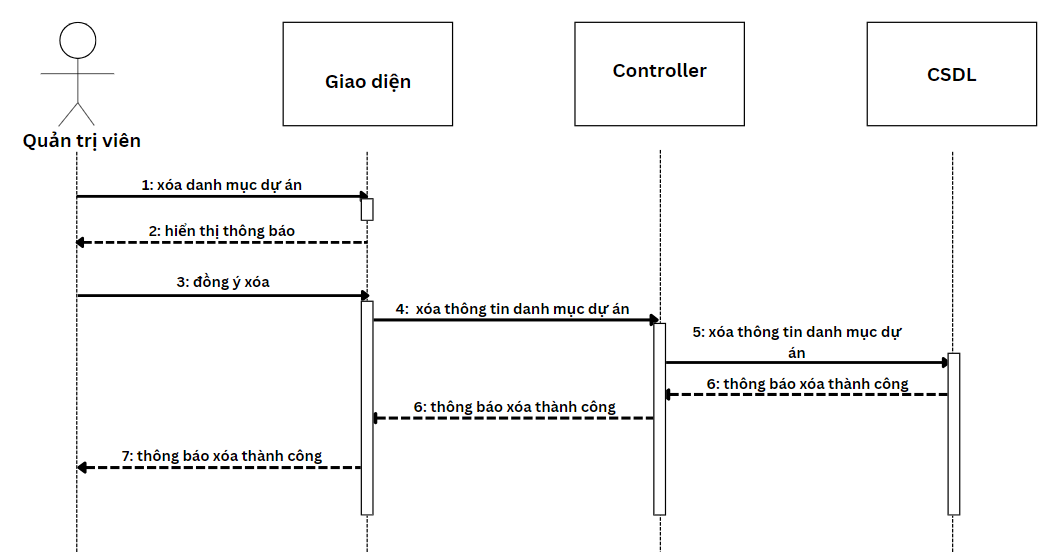 Giao diện
Controller
CSDL
Quản trị viên
1: xóa danh mục dự án
2: hiển thị thông báo
3: đồng ý xóa
4:  xóa thông tin danh mục dự án
5: xóa thông tin danh mục dự
án
6: thông báo xóa thành công
6: thông báo xóa thành công
7: thông báo xóa thành công